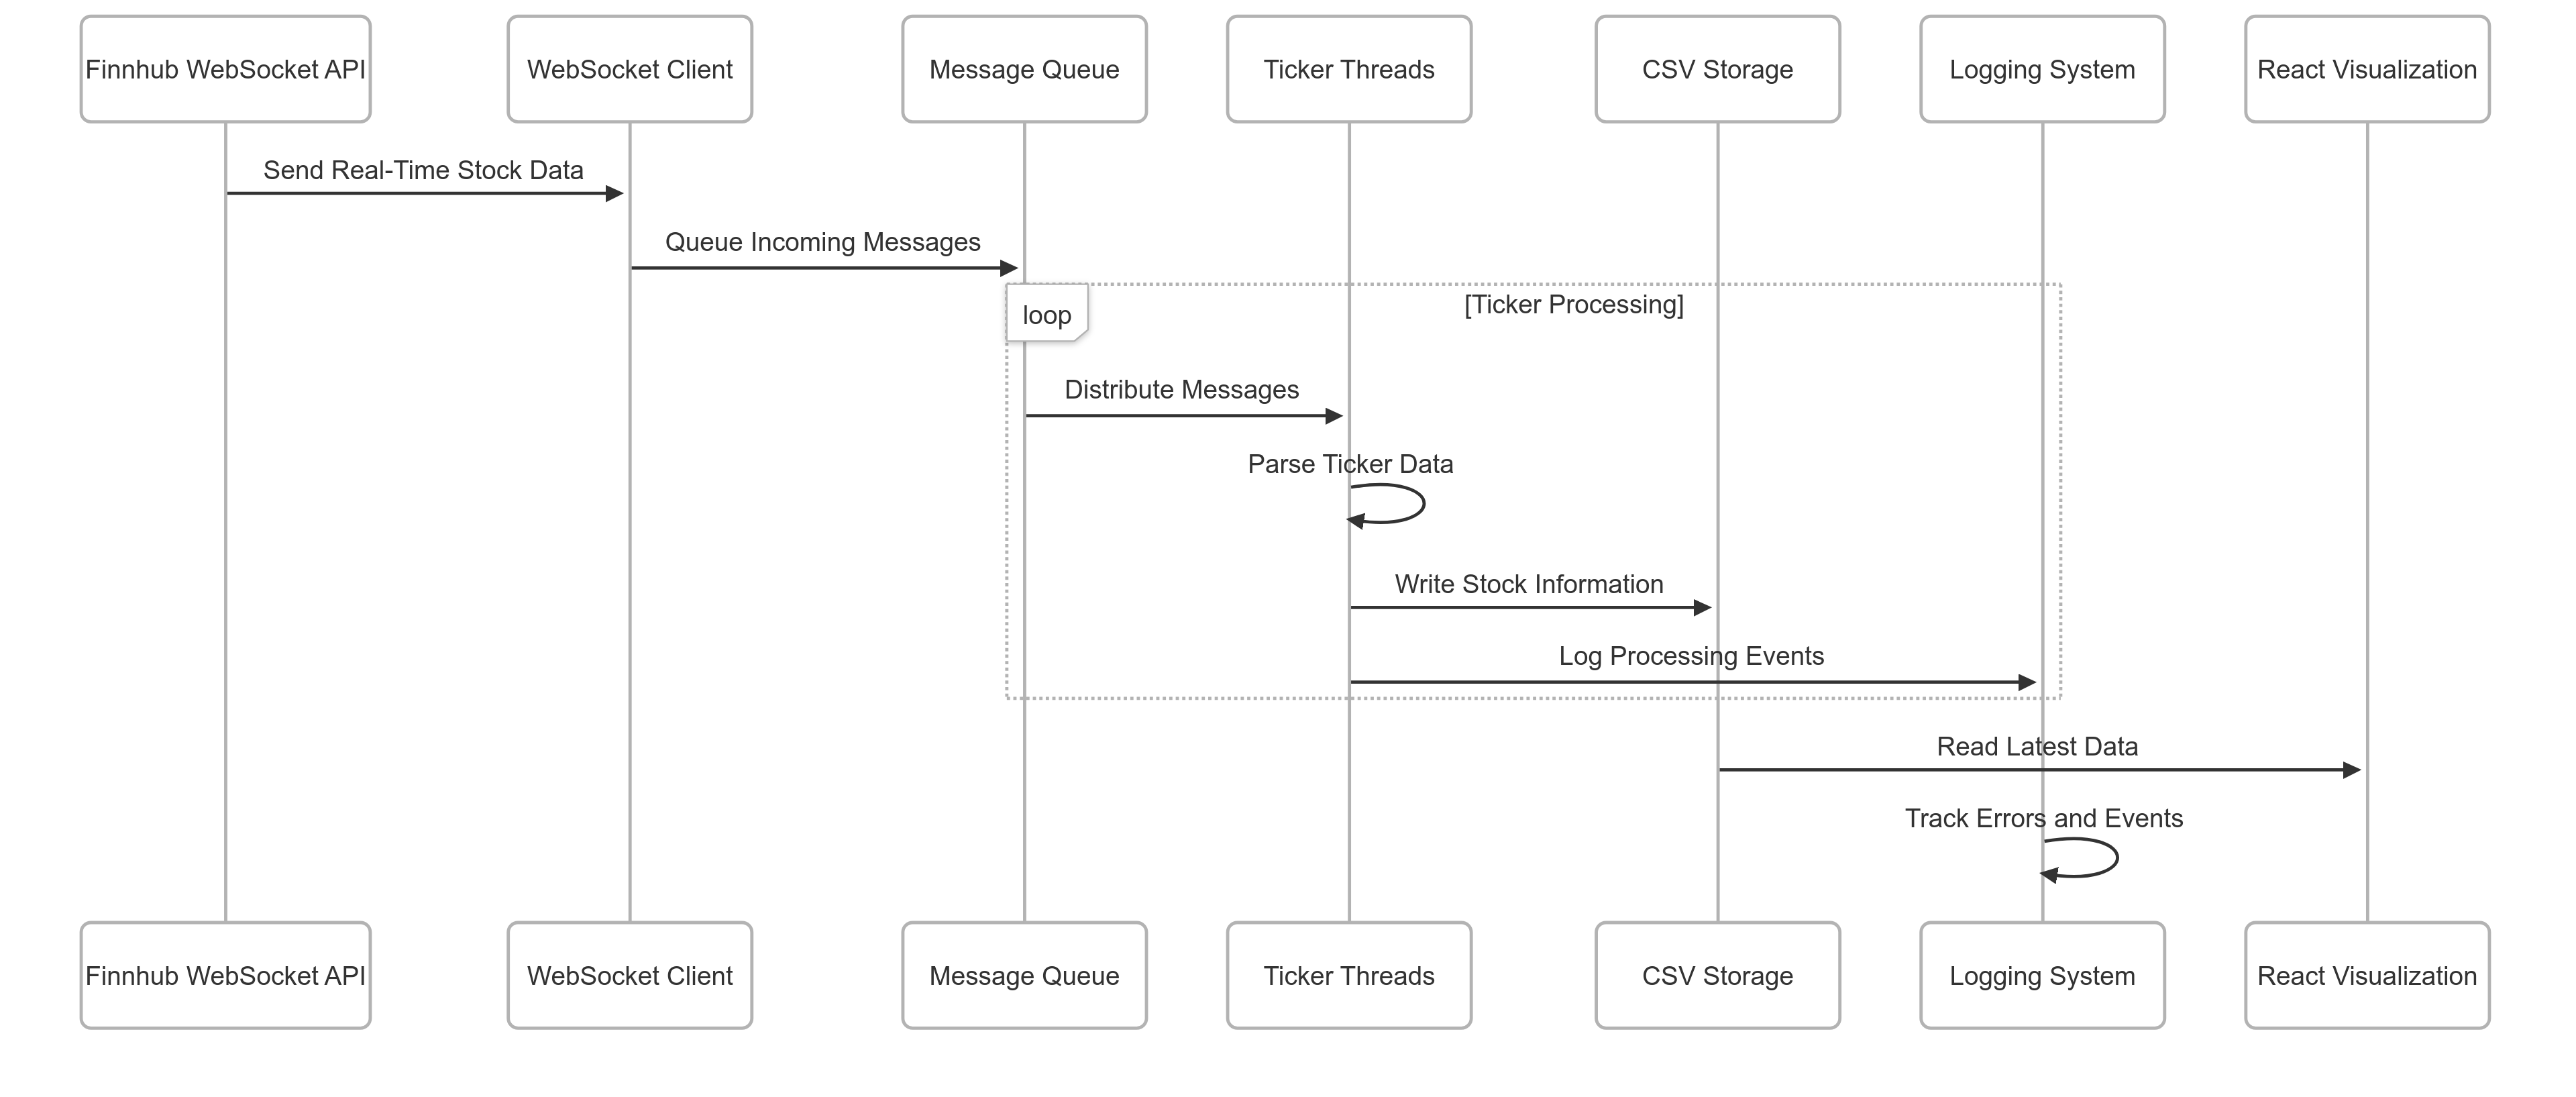 Finnhub WebSocket API
WebSocket Client
Message Queue
Ticker Threads
CSV Storage
Logging System
React Visualization
Send Real-Time Stock Data
Queue Incoming Messages
loop
[Ticker Processing]
Distribute Messages
Parse Ticker Data
Write Stock Information
Log Processing Events
Read Latest Data
Track Errors and Events
Finnhub WebSocket API
WebSocket Client
Message Queue
Ticker Threads
CSV Storage
Logging System
React Visualization